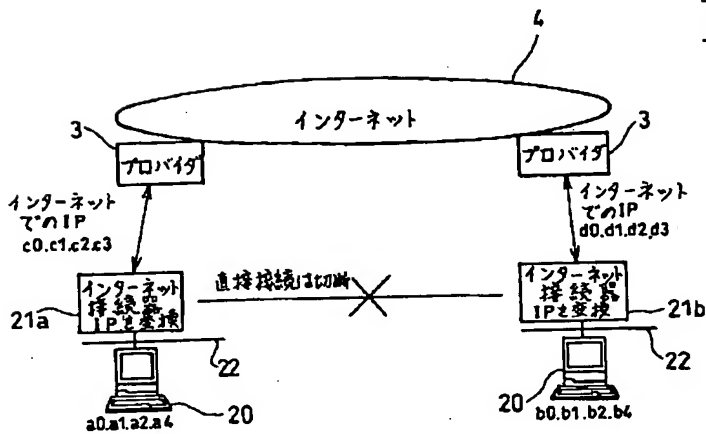 4
インターネット
3
プロバイダ
3
プロバイダ
インターネット
でのIP
c0.c1.c2.c3
インターネット
でのIP
d0.d1.d2.d3
インターネット
接続器
IPを変換
21a
直接接続は切断
インターネット
接続器
IPを変換
21b
22
22
20
20
a0.a1.a2.a4
b0.b1.b2.b4